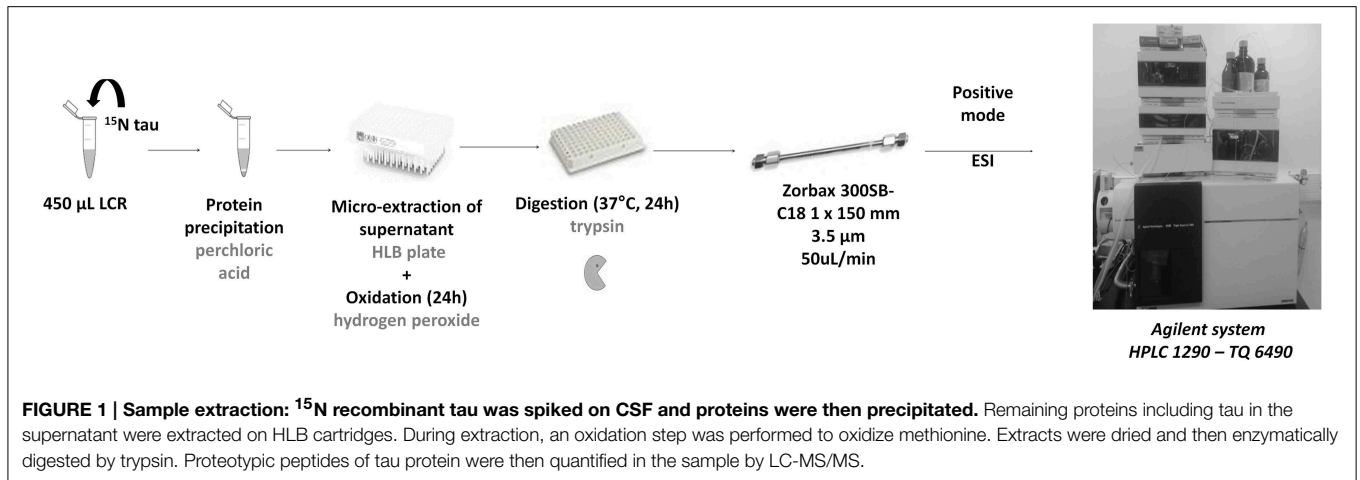 ¹⁵N tau
450 µL LCR
Protein
precipitation
perchloric
acid
Micro-extraction of
supernatant
HLB plate
+
Oxidation (24h)
hydrogen peroxide
Digestion (37°C, 24h)
trypsin
Zorbax 300SB-
C18 1 x 150 mm
3.5 µm
50uL/min
Positive
mode
ESI
Agilent system
HPLC 1290 – TQ 6490
FIGURE 1 | Sample extraction: ¹⁵N recombinant tau was spiked on CSF and proteins were then precipitated. Remaining proteins including tau in the
supernatant were extracted on HLB cartridges. During extraction, an oxidation step was performed to oxidize methionine. Extracts were dried and then enzymatically
digested by trypsin. Proteotypic peptides of tau protein were then quantified in the sample by LC-MS/MS.